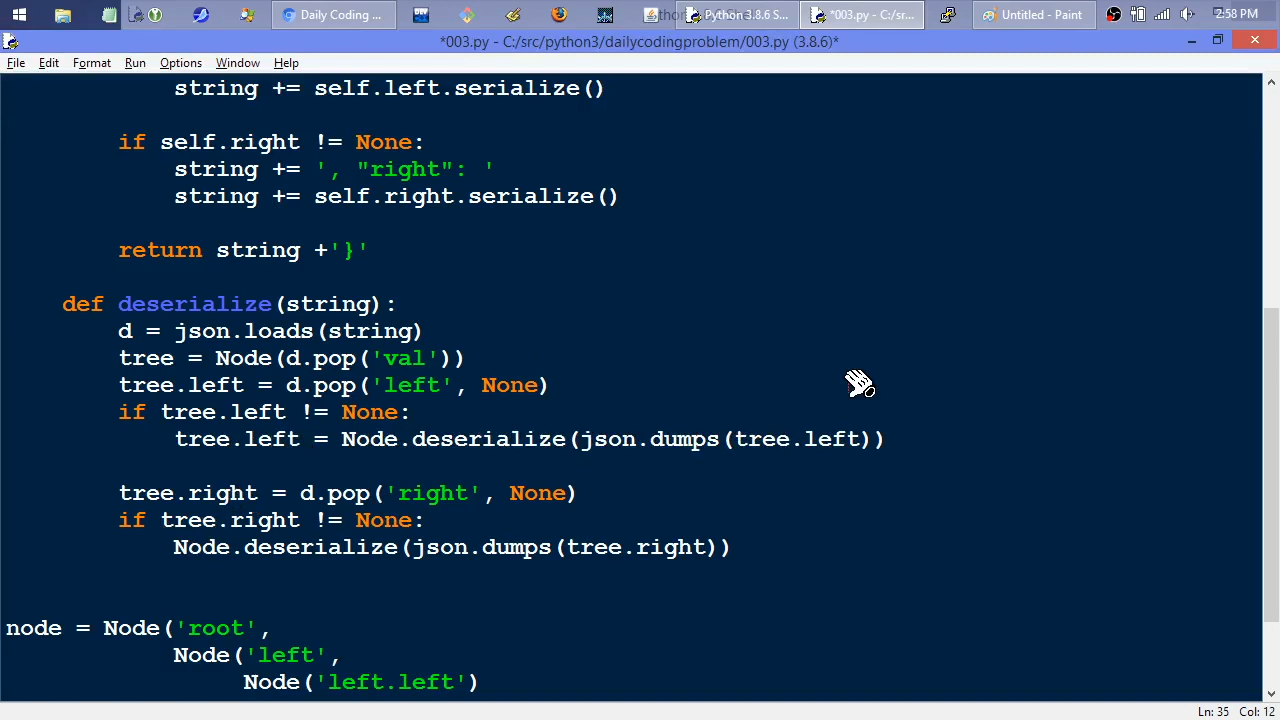 Daily Coding ...
Python 3.8.6 S...
*003.py - C:/sr...
Untitled - Paint
2:58 PM
*003.py - C:/src/python3/dailycodingproblem/003.py (3.8.6)*
File Edit Format Run Options Window Help
string += self.left.serialize()
if self.right != None:
string += ', "right": '
string += self.right.serialize()
return string +'}'
def deserialize(string):
d = json.loads(string)
tree = Node(d.pop('val'))
tree.left = d.pop('left', None)
if tree.left != None:
tree.left = Node.deserialize(json.dumps(tree.left))
tree.right = d.pop('right', None)
if tree.right != None:
Node.deserialize(json.dumps(tree.right))
node = Node('root',
Node('left',
Node('left.left')
Ln: 35 Col: 12